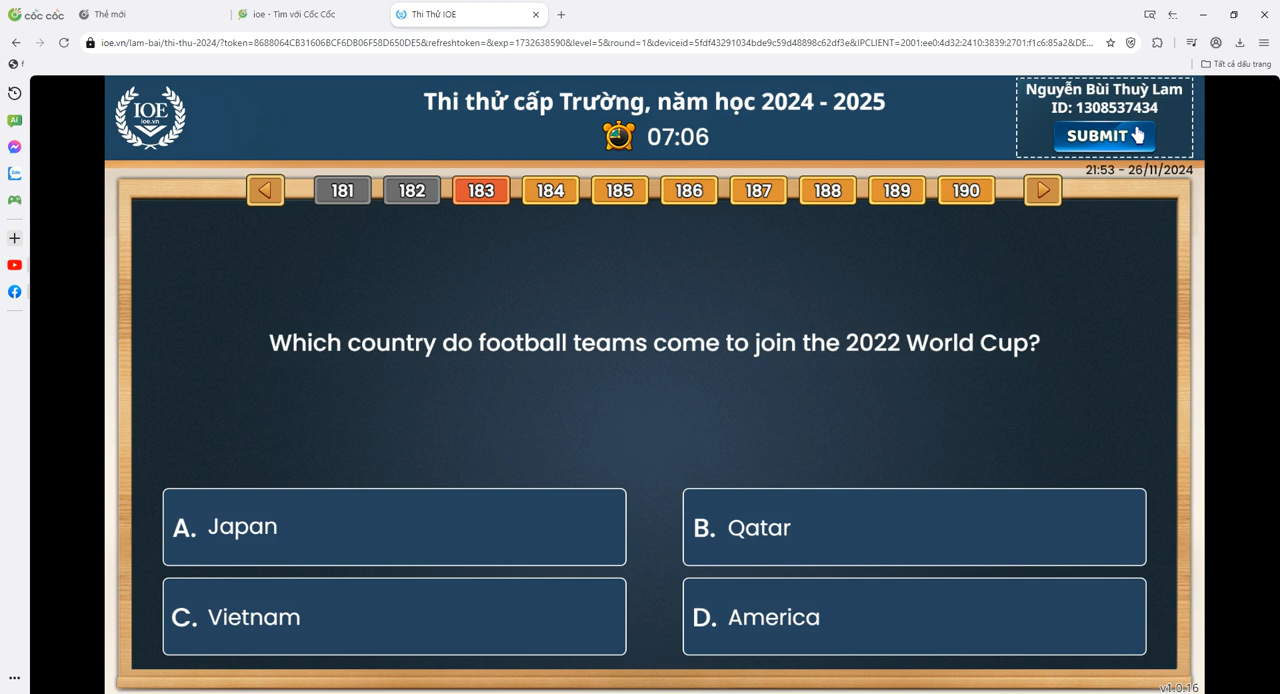 cốc cốc
Thẻ mới
ioe - Tìm với Cốc Cốc
Thi Thử IOE
ioe.vn/lam-bai/thi-thu-2024/?token=8688064CB31606BCF6DB06F58D650DE5&refreshtoken=&exp=1732638590&level=5&round=1&deviceid=5fdf43291034bde9c59d48898c62df3e&IPCLIENT=2001:ee0:4d32:2410:3839:2701:f1c6:85a2&DE...
f
Tất cả dấu trang
IOE
ioe.vn
Thi thử cấp Trường, năm học 2024 - 2025
07:06
Nguyễn Bùi Thuỳ Lam
ID: 1308537434
SUBMIT
21:53 - 26/11/2024
181 182 183 184 185 186 187 188 189 190
AI
Zalo
Which country do football teams come to join the 2022 World Cup?
A. Japan
B. Qatar
C. Vietnam
D. America
v1.0.16